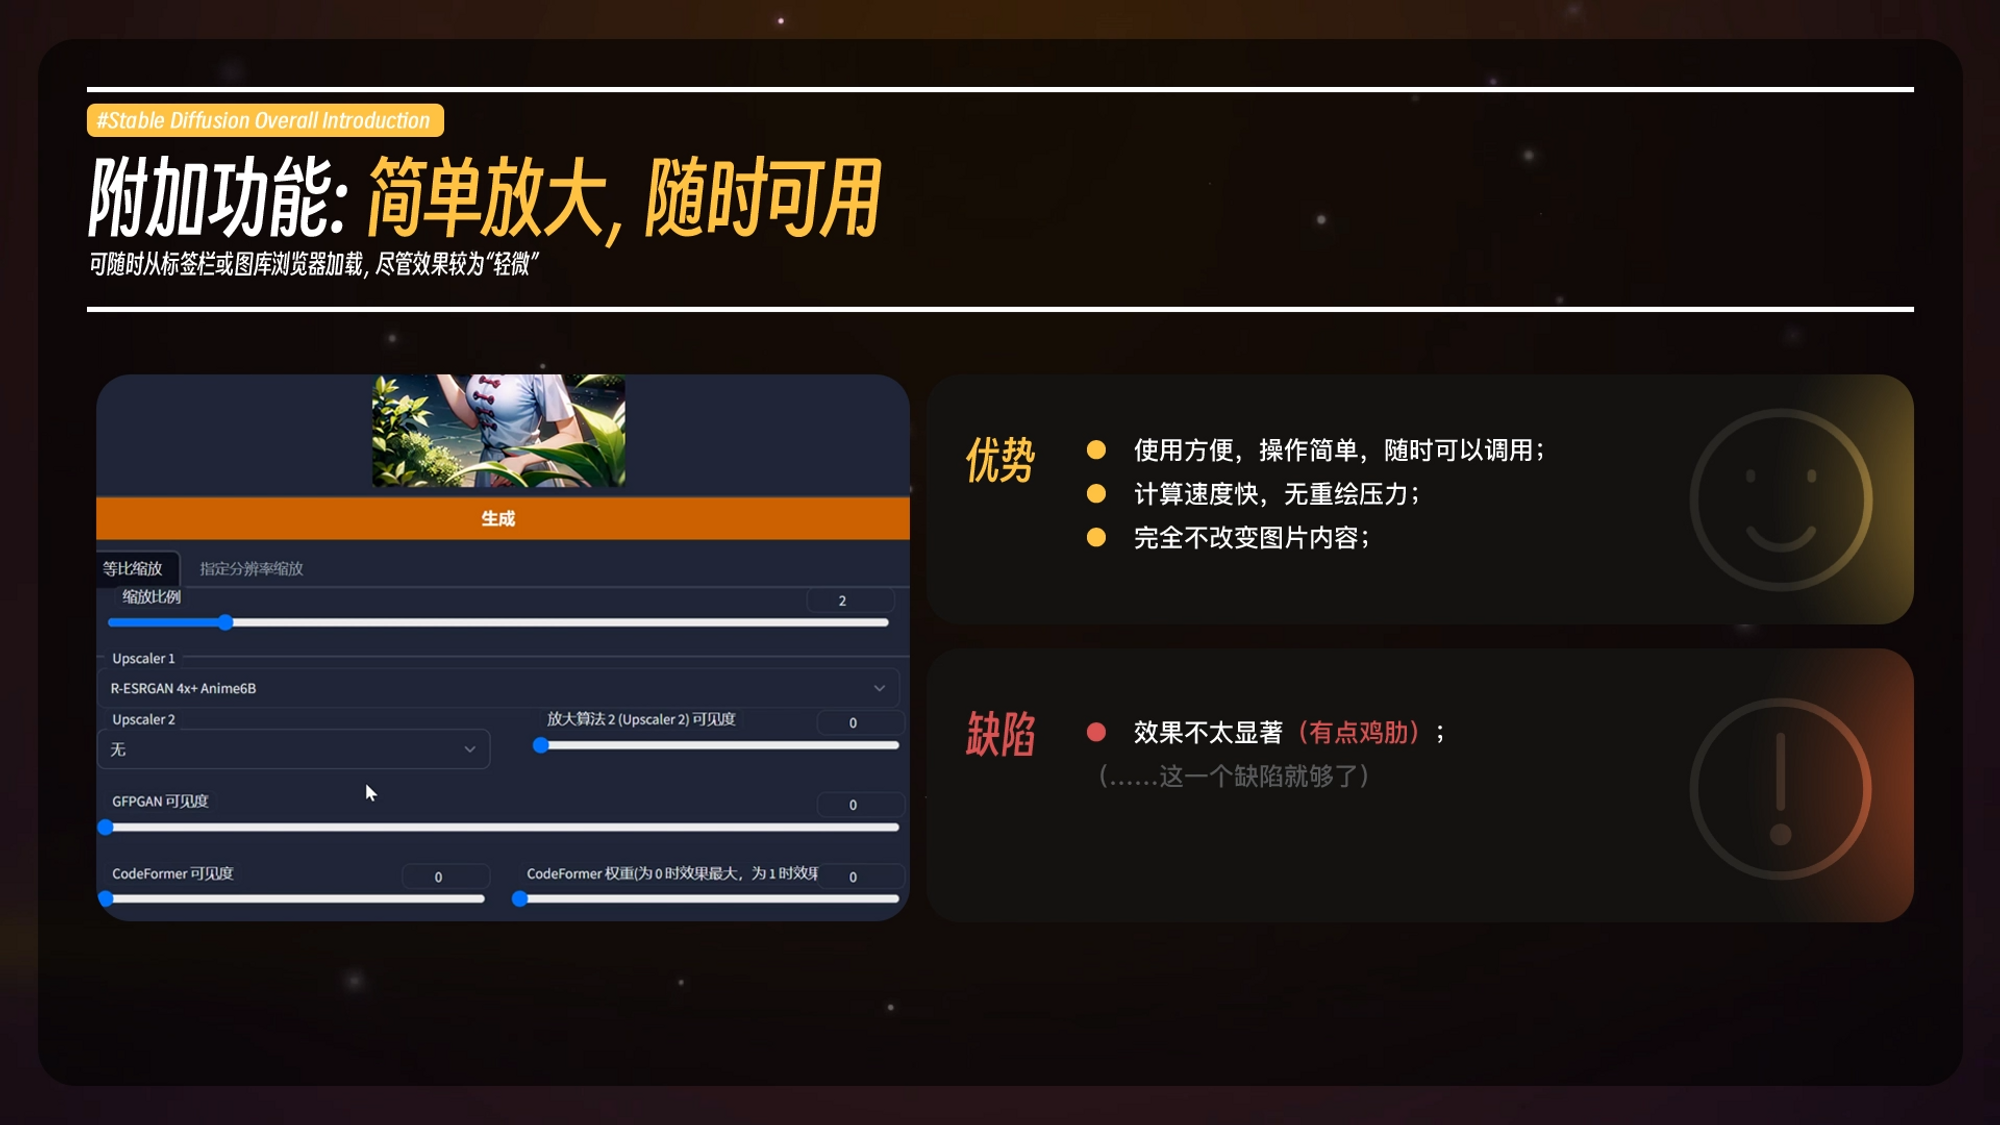 #Stable Diffusion Overall Introduction
附加功能: 简单放大, 随时可用
可随时从标签栏或图库浏览器加载, 尽管效果较为“轻微”
生成
等比缩放 指定分辨率缩放
缩放比例 2
Upscaler 1
R-ESRGAN 4x+ Anime6B
Upscaler 2
无
放大算法 2 (Upscaler 2) 可见度 0
GFPGAN 可见度 0
CodeFormer 可见度 0
CodeFormer 权重(为 0 时效果最大，为 1 时效果 0
优势
使用方便，操作简单，随时可以调用；
计算速度快，无重绘压力；
完全不改变图片内容；
缺陷
效果不太显著（有点鸡肋）；
（......这一个缺陷就够了）